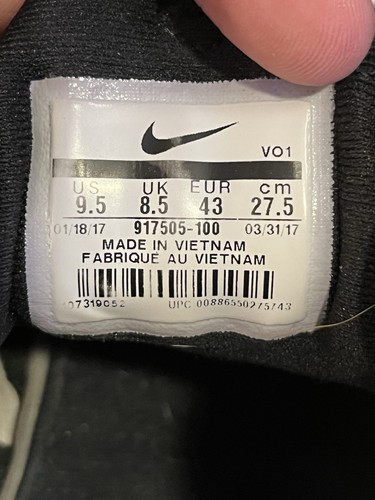 VO1
US UK EUR cm
9.5 8.5 43 27.5
01/18/17 917505-100 03/31/17
MADE IN VIETNAM
FABRIQUE AU VIETNAM
07319052 UPC 00886550275743